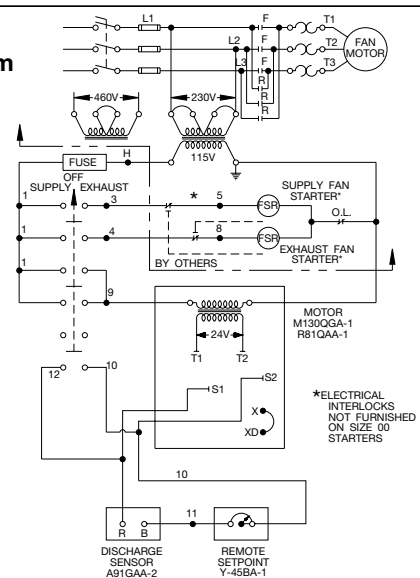 m
L1
F
T1
L2
F
T2
FAN
MOTOR
L3
F
T3
R
R
R
460V
230V
FUSE
H
115V
OFF
SUPPLY EXHAUST
SUPPLY FAN
STARTER*
1
3
*
5
FSR
O.L.
1
4
8
FSR
EXHAUST FAN
STARTER*
BY OTHERS
1
9
MOTOR
M130QGA-1
R81QAA-1
24V
T1 T2
12
10
S1
S2
X
XD
*ELECTRICAL
INTERLOCKS
NOT FURNISHED
ON SIZE 00
STARTERS
10
11
R B
DISCHARGE
SENSOR
A91GAA-2
REMOTE
SETPOINT
Y-45BA-1